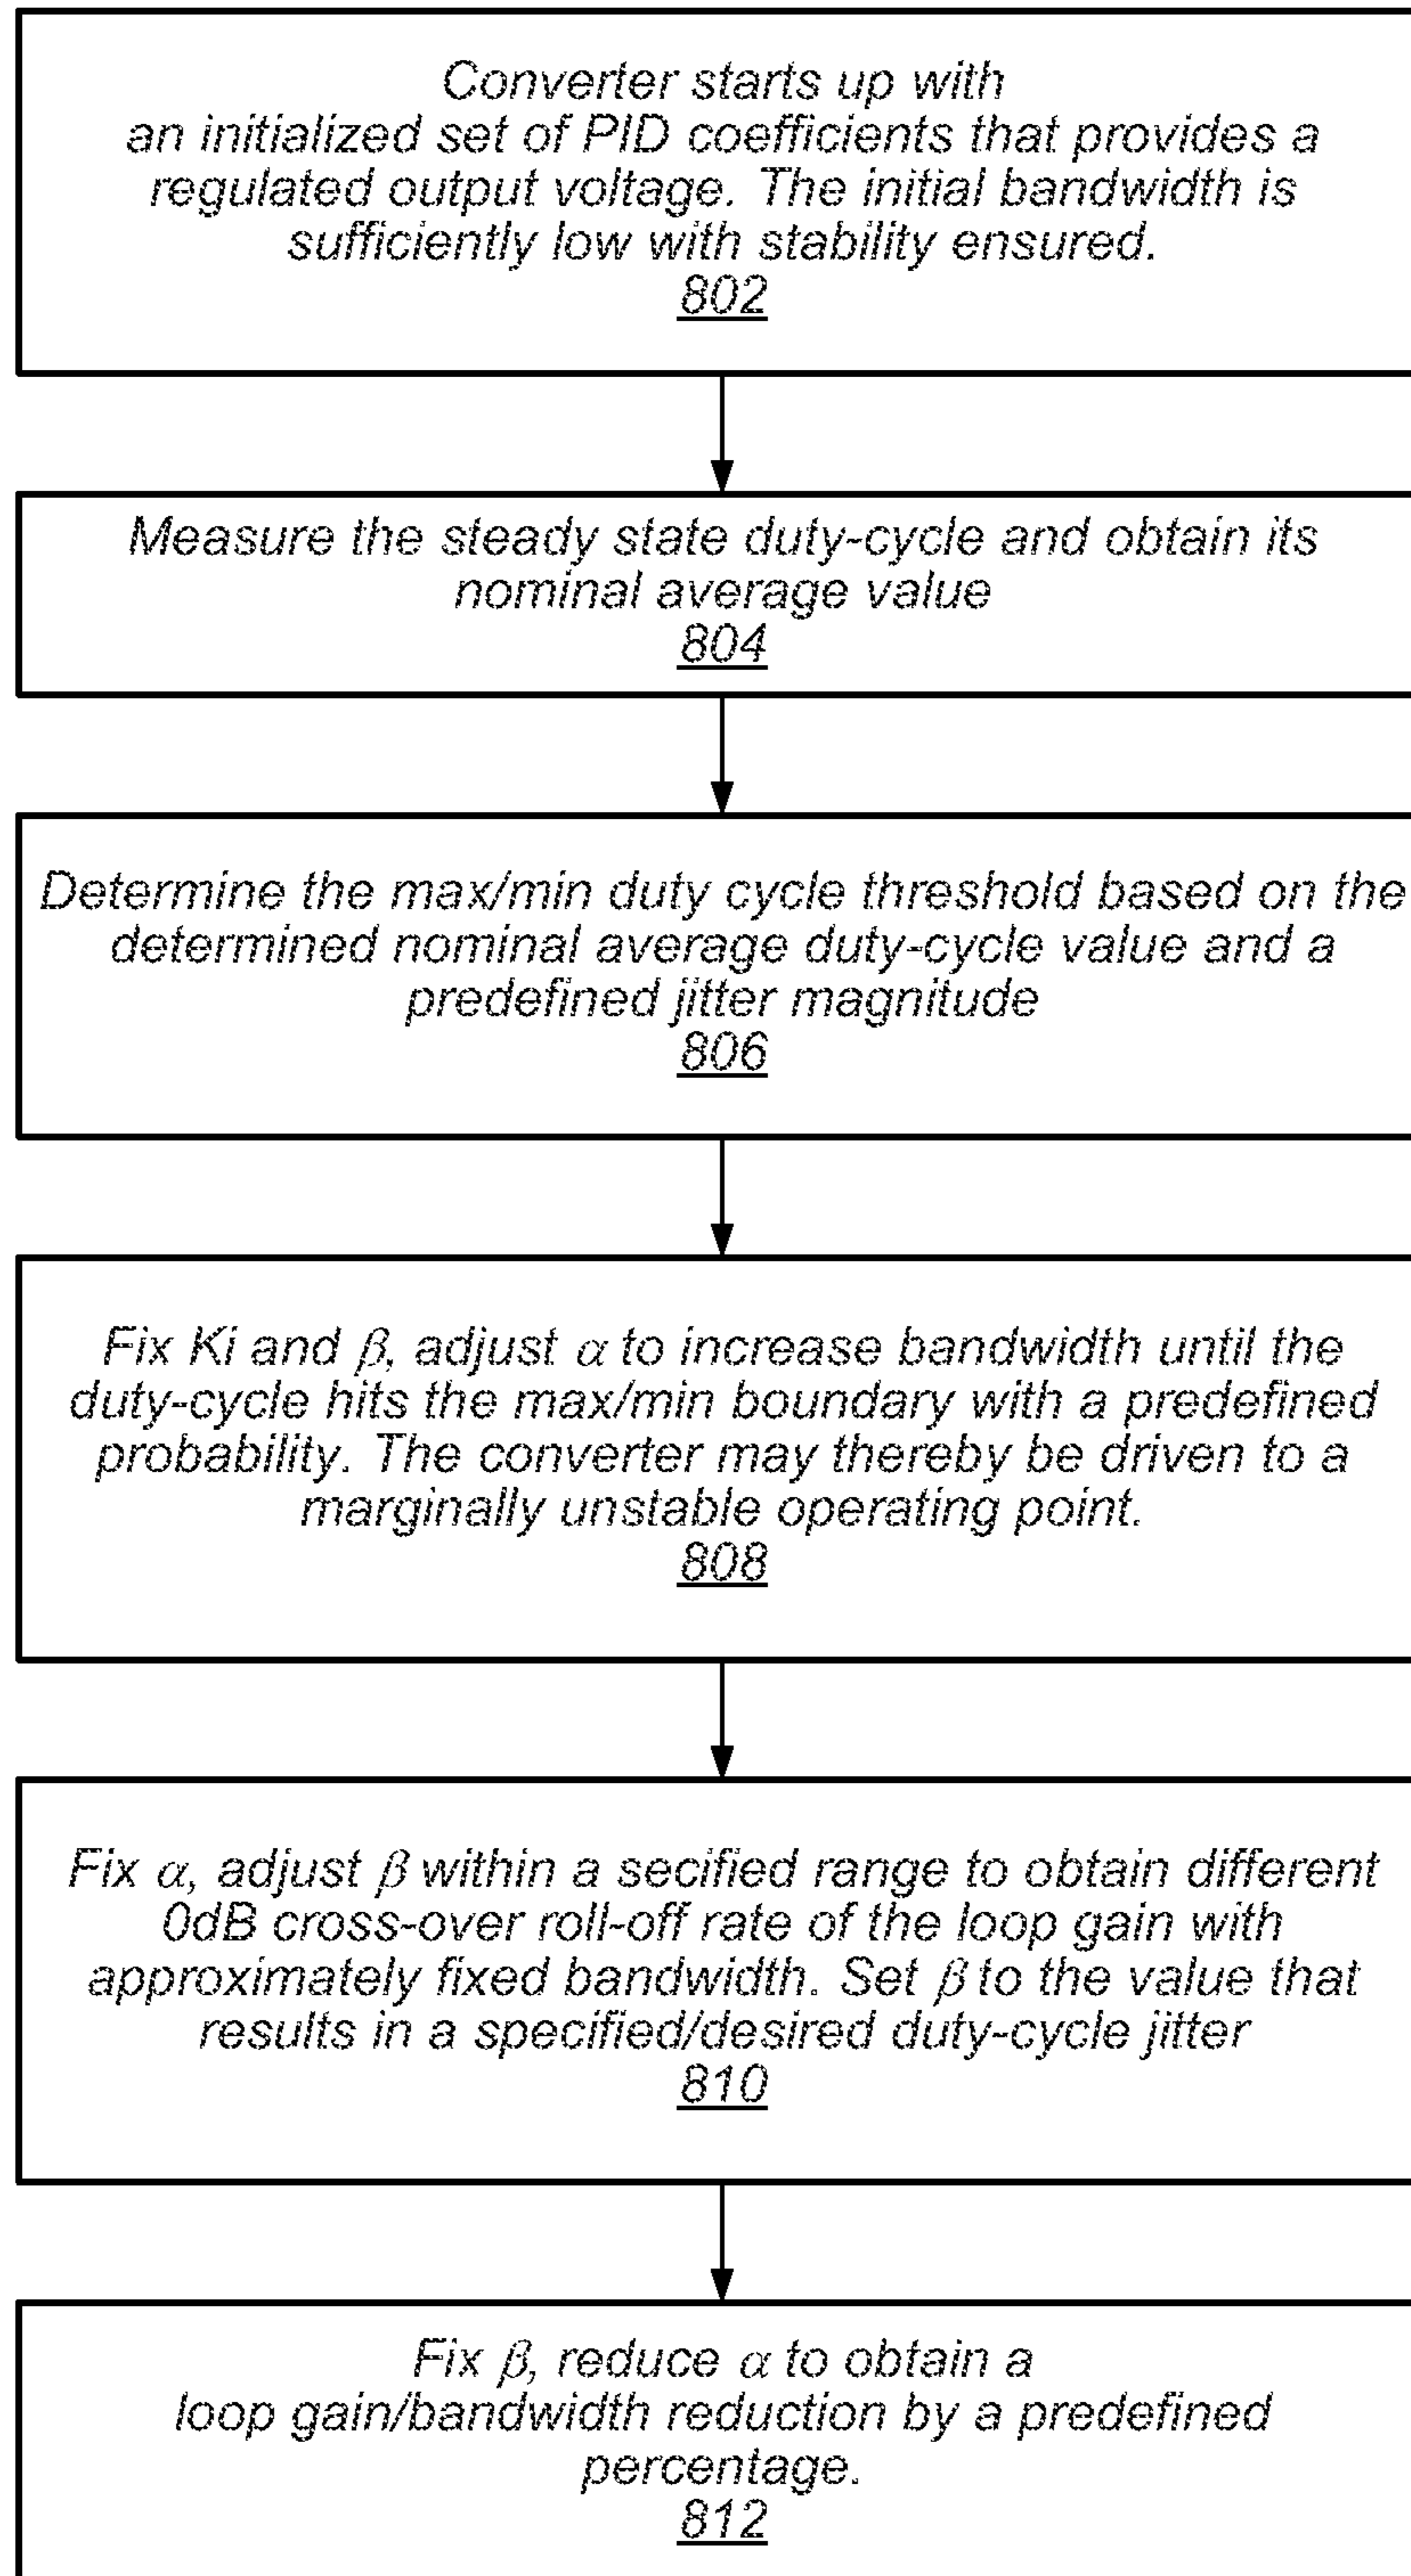 Converter starts up with
an initialized set of PID coefficients that provides a
regulated output voltage. The initial bandwidth is
sufficiently low with stability ensured.
802
Measure the steady state duty-cycle and obtain its
nominal average value
804
Determine the max/min duty cycle threshold based on the
determined nominal average duty-cycle value and a
predefined jitter magnitude
806
Fix Ki and β, adjust α to increase bandwidth until the
duty-cycle hits the max/min boundary with a predefined
probability. The converter may thereby be driven to a
marginally unstable operating point.
808
Fix α, adjust β within a secified range to obtain different
0dB cross-over roll-off rate of the loop gain with
approximately fixed bandwidth. Set β to the value that
results in a specified/desired duty-cycle jitter
810
Fix β, reduce α to obtain a
loop gain/bandwidth reduction by a predefined
percentage.
812